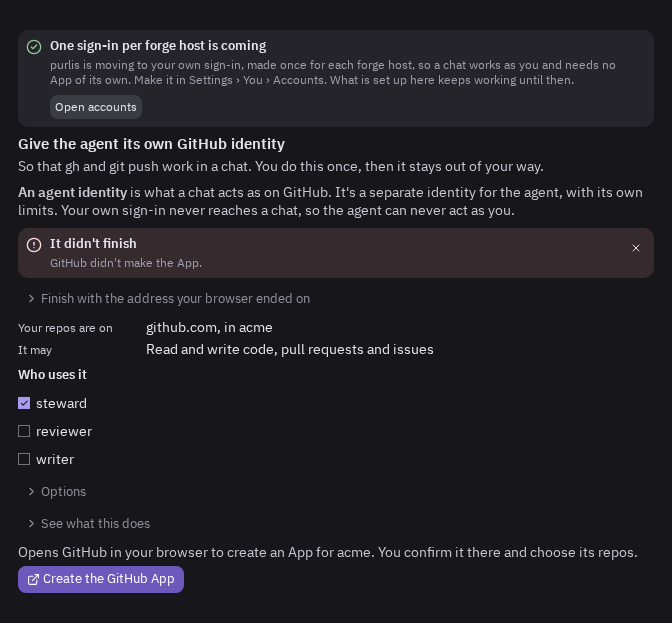 One sign-in per forge host is coming
purlis is moving to your own sign-in, made once for each forge host, so a chat works as you and needs no
App of its own. Make it in Settings › You › Accounts. What is set up here keeps working until then.
Open accounts
Give the agent its own GitHub identity
So that gh and git push work in a chat. You do this once, then it stays out of your way.
An agent identity is what a chat acts as on GitHub. It's a separate identity for the agent, with its own
limits. Your own sign-in never reaches a chat, so the agent can never act as you.
It didn't finish
GitHub didn't make the App.
Finish with the address your browser ended on
Your repos are on github.com, in acme
It may Read and write code, pull requests and issues
Who uses it
steward
reviewer
writer
Options
See what this does
Opens GitHub in your browser to create an App for acme. You confirm it there and choose its repos.
Create the GitHub App